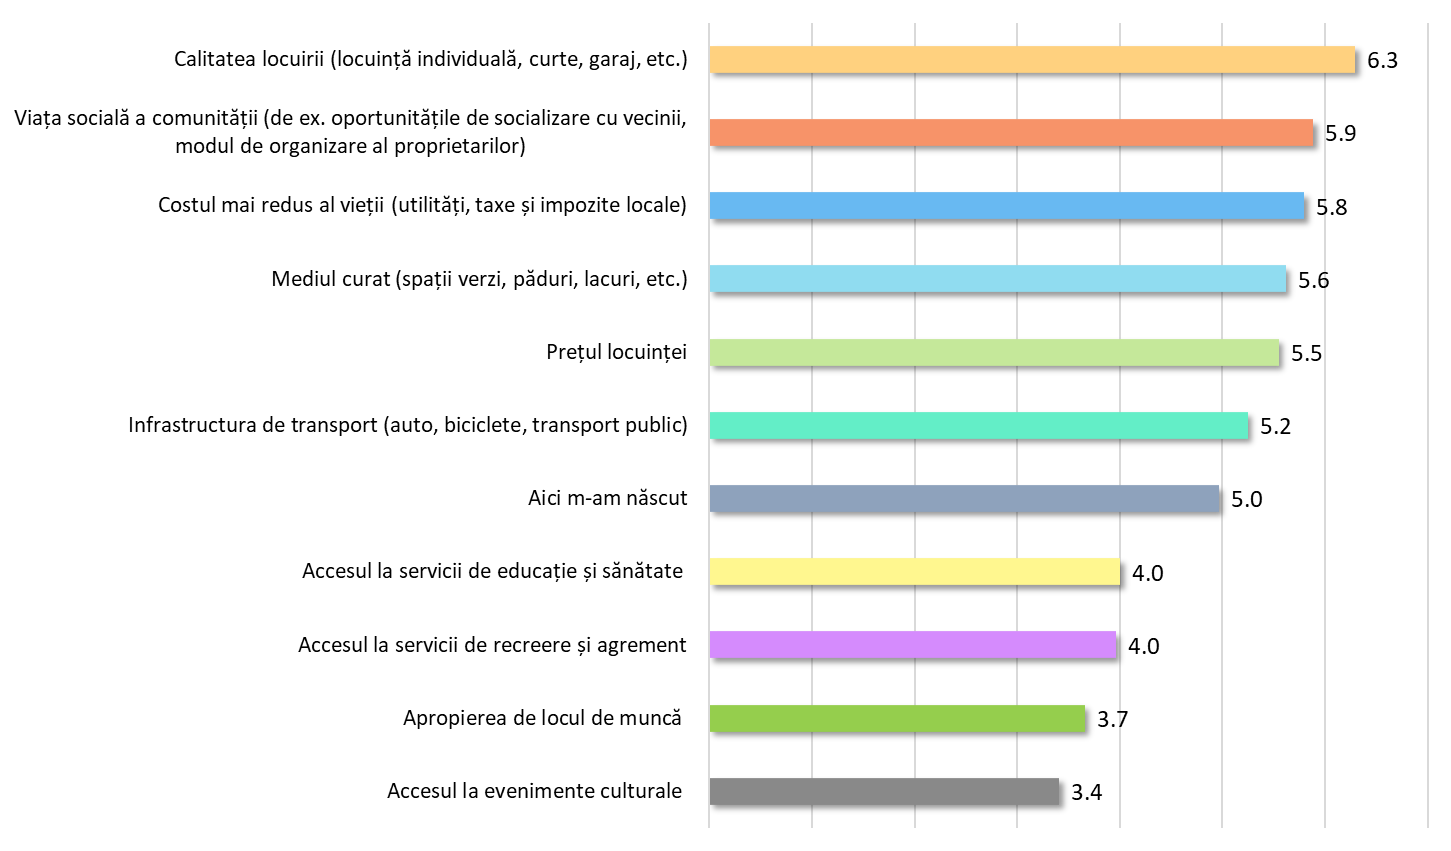 Calitatea locuirii (locuință individuală, curte, garaj, etc.)
6.3
Viața socială a comunității (de ex. oportunitățile de socializare cu vecinii,
modul de organizare al proprietarilor)
5.9
Costul mai redus al vieții (utilități, taxe și impozite locale)
5.8
Mediul curat (spații verzi, păduri, lacuri, etc.)
5.6
Prețul locuinței
5.5
Infrastructura de transport (auto, biciclete, transport public)
5.2
Aici m-am născut
5.0
Accesul la servicii de educație și sănătate
4.0
Accesul la servicii de recreere și agrement
4.0
Apropierea de locul de muncă
3.7
Accesul la evenimente culturale
3.4